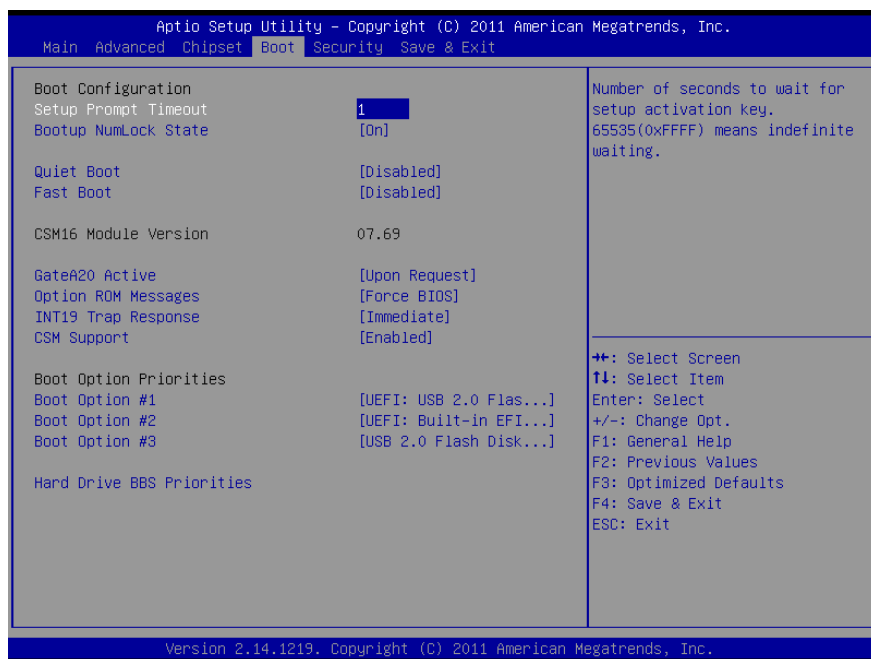 Aptio Setup Utility – Copyright (C) 2011 American Megatrends, Inc.
Main Advanced Chipset Boot Security Save & Exit
Boot Configuration
Setup Prompt Timeout 1
Bootup NumLock State [On]
Quiet Boot [Disabled]
Fast Boot [Disabled]
CSM16 Module Version 07.69
GateA20 Active [Upon Request]
Option ROM Messages [Force BIOS]
INT19 Trap Response [Immediate]
CSM Support [Enabled]
Boot Option Priorities
Boot Option #1 [UEFI: USB 2.0 Flas...]
Boot Option #2 [UEFI: Built-in EFI...]
Boot Option #3 [USB 2.0 Flash Disk...]
Hard Drive BBS Priorities
Number of seconds to wait for
setup activation key.
65535(0xFFFF) means indefinite
waiting.
→←: Select Screen
↑↓: Select Item
Enter: Select
+/-: Change Opt.
F1: General Help
F2: Previous Values
F3: Optimized Defaults
F4: Save & Exit
ESC: Exit
Version 2.14.1219. Copyright (C) 2011 American Megatrends, Inc.